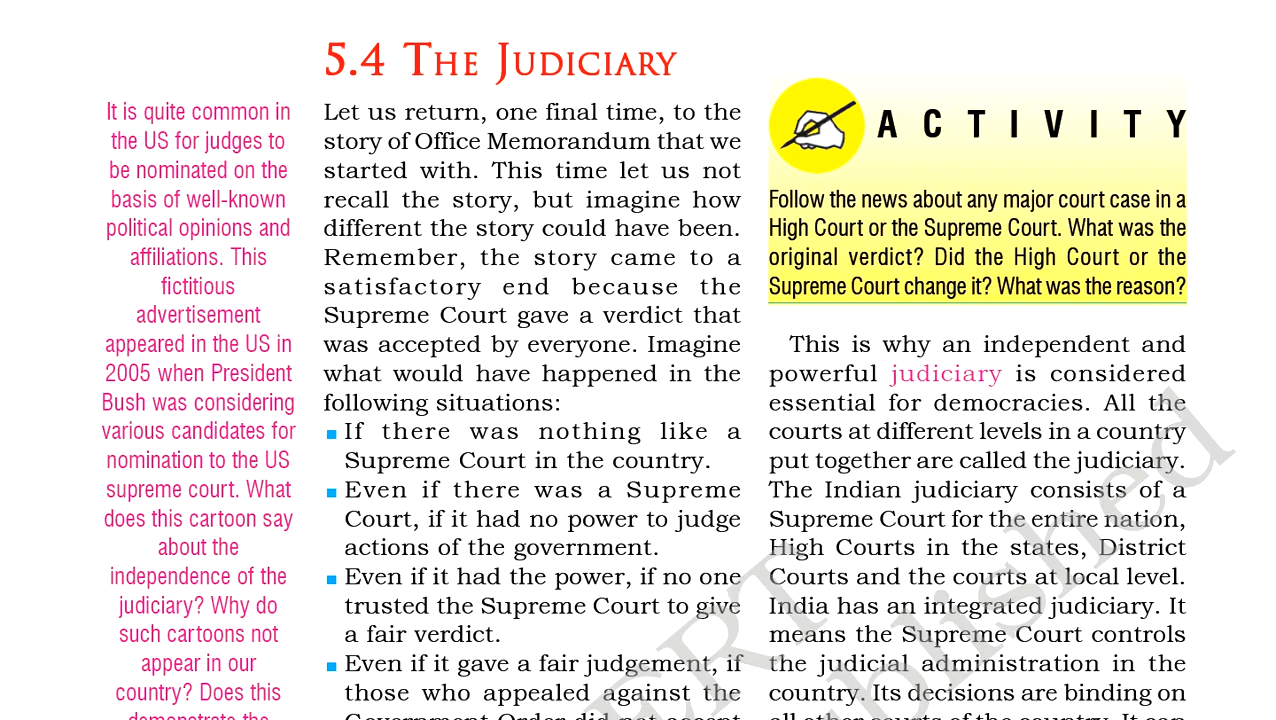 5.4 THE JUDICIARY
It is quite common in
the US for judges to
be nominated on the
basis of well-known
political opinions and
affiliations. This
fictitious
advertisement
appeared in the US in
2005 when President
Bush was considering
various candidates for
nomination to the US
supreme court. What
does this cartoon say
about the
independence of the
judiciary? Why do
such cartoons not
appear in our
country? Does this
demonstrate the
Let us return, one final time, to the
story of Office Memorandum that we
started with. This time let us not
recall the story, but imagine how
different the story could have been.
Remember, the story came to a
satisfactory end because the
Supreme Court gave a verdict that
was accepted by everyone. Imagine
what would have happened in the
following situations:
If there was nothing like a
Supreme Court in the country.
Even if there was a Supreme
Court, if it had no power to judge
actions of the government.
Even if it had the power, if no one
trusted the Supreme Court to give
a fair verdict.
Even if it gave a fair judgement, if
those who appealed against the
Government Order did not accept
ACTIVITY
Follow the news about any major court case in a
High Court or the Supreme Court. What was the
original verdict? Did the High Court or the
Supreme Court change it? What was the reason?
This is why an independent and
powerful judiciary is considered
essential for democracies. All the
courts at different levels in a country
put together are called the judiciary.
The Indian judiciary consists of a
Supreme Court for the entire nation,
High Courts in the states, District
Courts and the courts at local level.
India has an integrated judiciary. It
means the Supreme Court controls
the judicial administration in the
country. Its decisions are binding on
all other courts of the country. It can